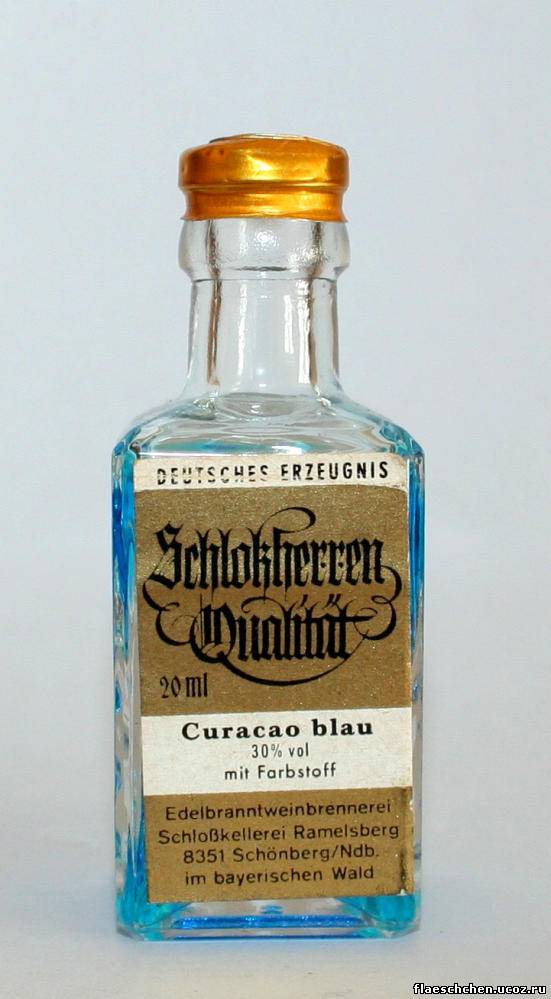 DEUTSCHES ERZEUGNIS
Schloßherren
Qualität
20 ml
Curacao blau
30% vol
mit Farbstoff
Edelbranntweinbrennerei
Schloßkellerei Ramelsberg
8351 Schönberg/Ndb.
im bayerischen Wald
flaeschchen.ucoz.ru